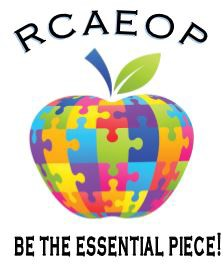 RCAEOP
BE THE ESSENTIAL PIECE!